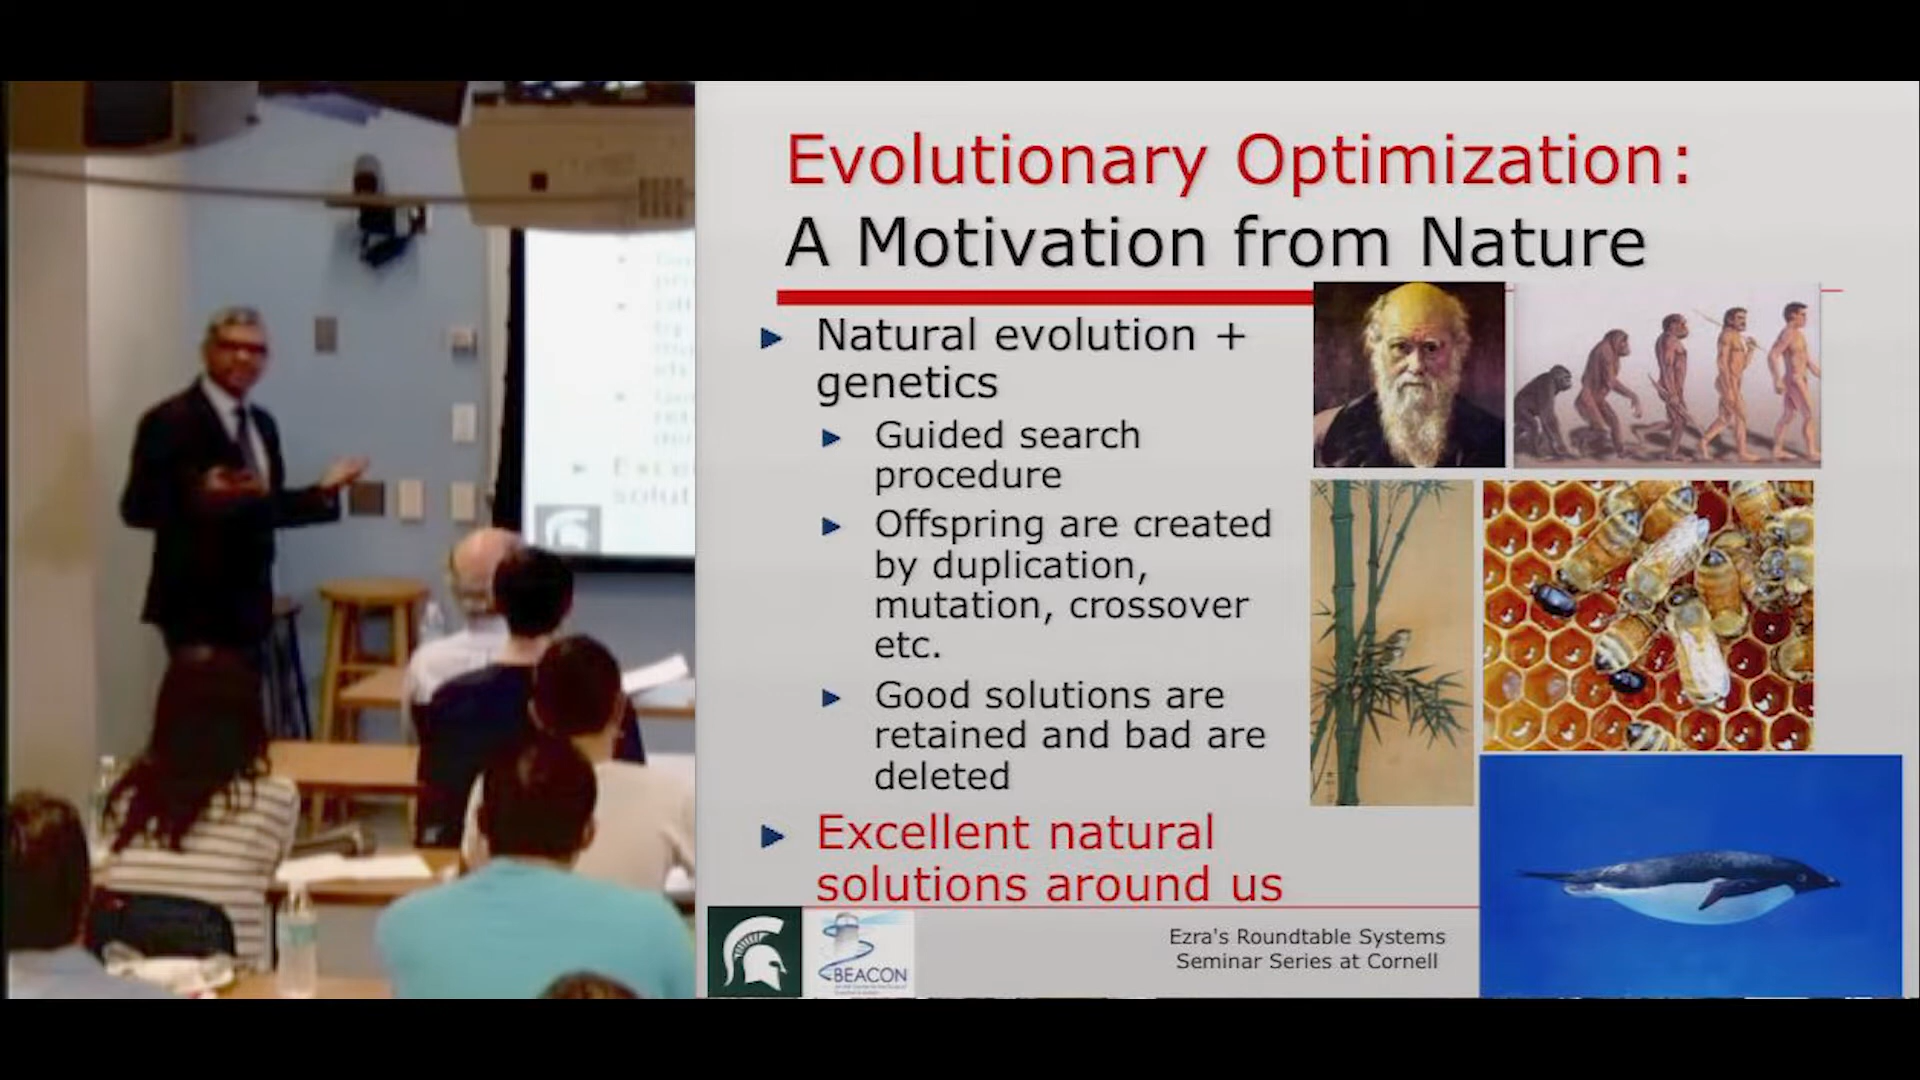 Evolutionary Optimization:
A Motivation from Nature
Natural evolution +
genetics
Guided search
procedure
Offspring are created
by duplication,
mutation, crossover
etc.
Good solutions are
retained and bad are
deleted
Excellent natural
solutions around us
BEACON
Ezra's Roundtable Systems
Seminar Series at Cornell